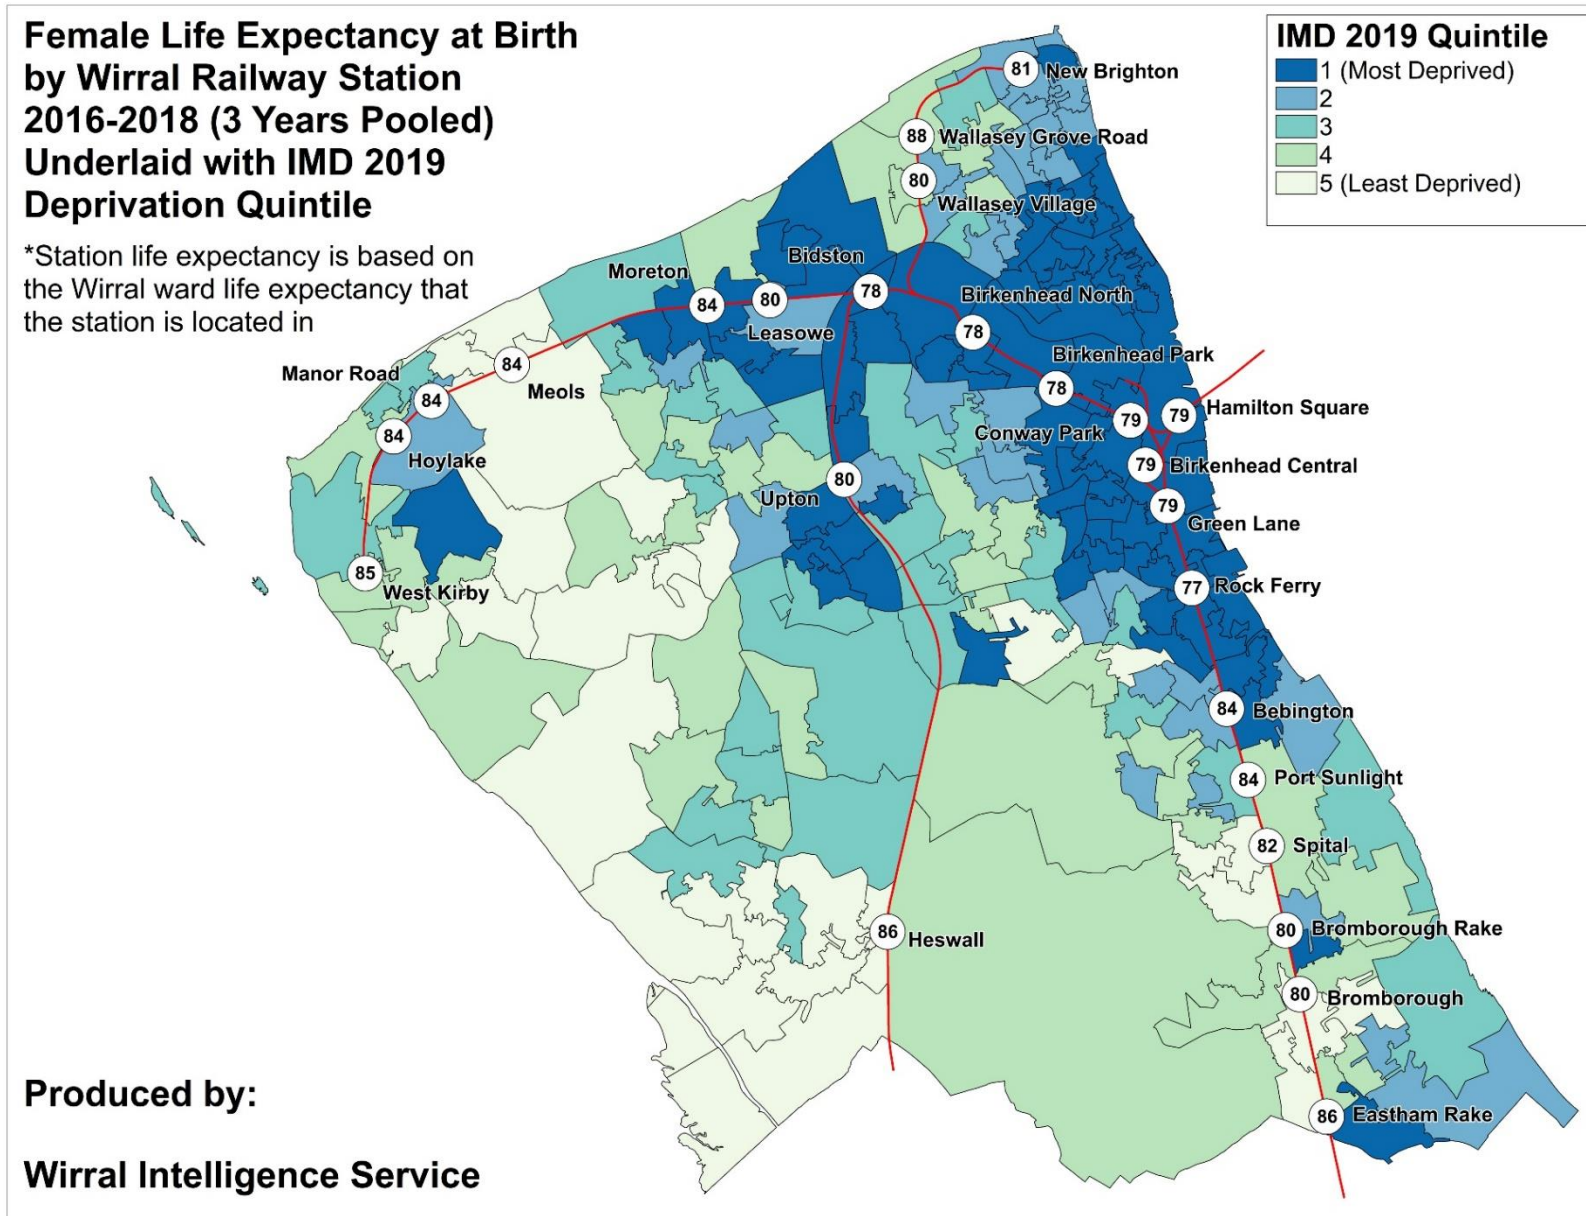 Female Life Expectancy at Birth
by Wirral Railway Station
2016-2018 (3 Years Pooled)
Underlaid with IMD 2019
Deprivation Quintile
*Station life expectancy is based on
the Wirral ward life expectancy that
the station is located in
IMD 2019 Quintile
1 (Most Deprived)
2
3
4
5 (Least Deprived)
81 New Brighton
88 Wallasey Grove Road
80
Wallasey Village
Bidston
78
Moreton
84
80
Leasowe
Birkenhead North
78
Birkenhead Park
78
Manor Road
84
84
Meols
84
Hoylake
85
West Kirby
79 Hamilton Square
Conway Park 79
79 Birkenhead Central
79
Green Lane
Upton 80
77 Rock Ferry
84 Bebington
84 Port Sunlight
82 Spital
86 Heswall
80 Bromborough Rake
80 Bromborough
86 Eastham Rake
Produced by:
Wirral Intelligence Service